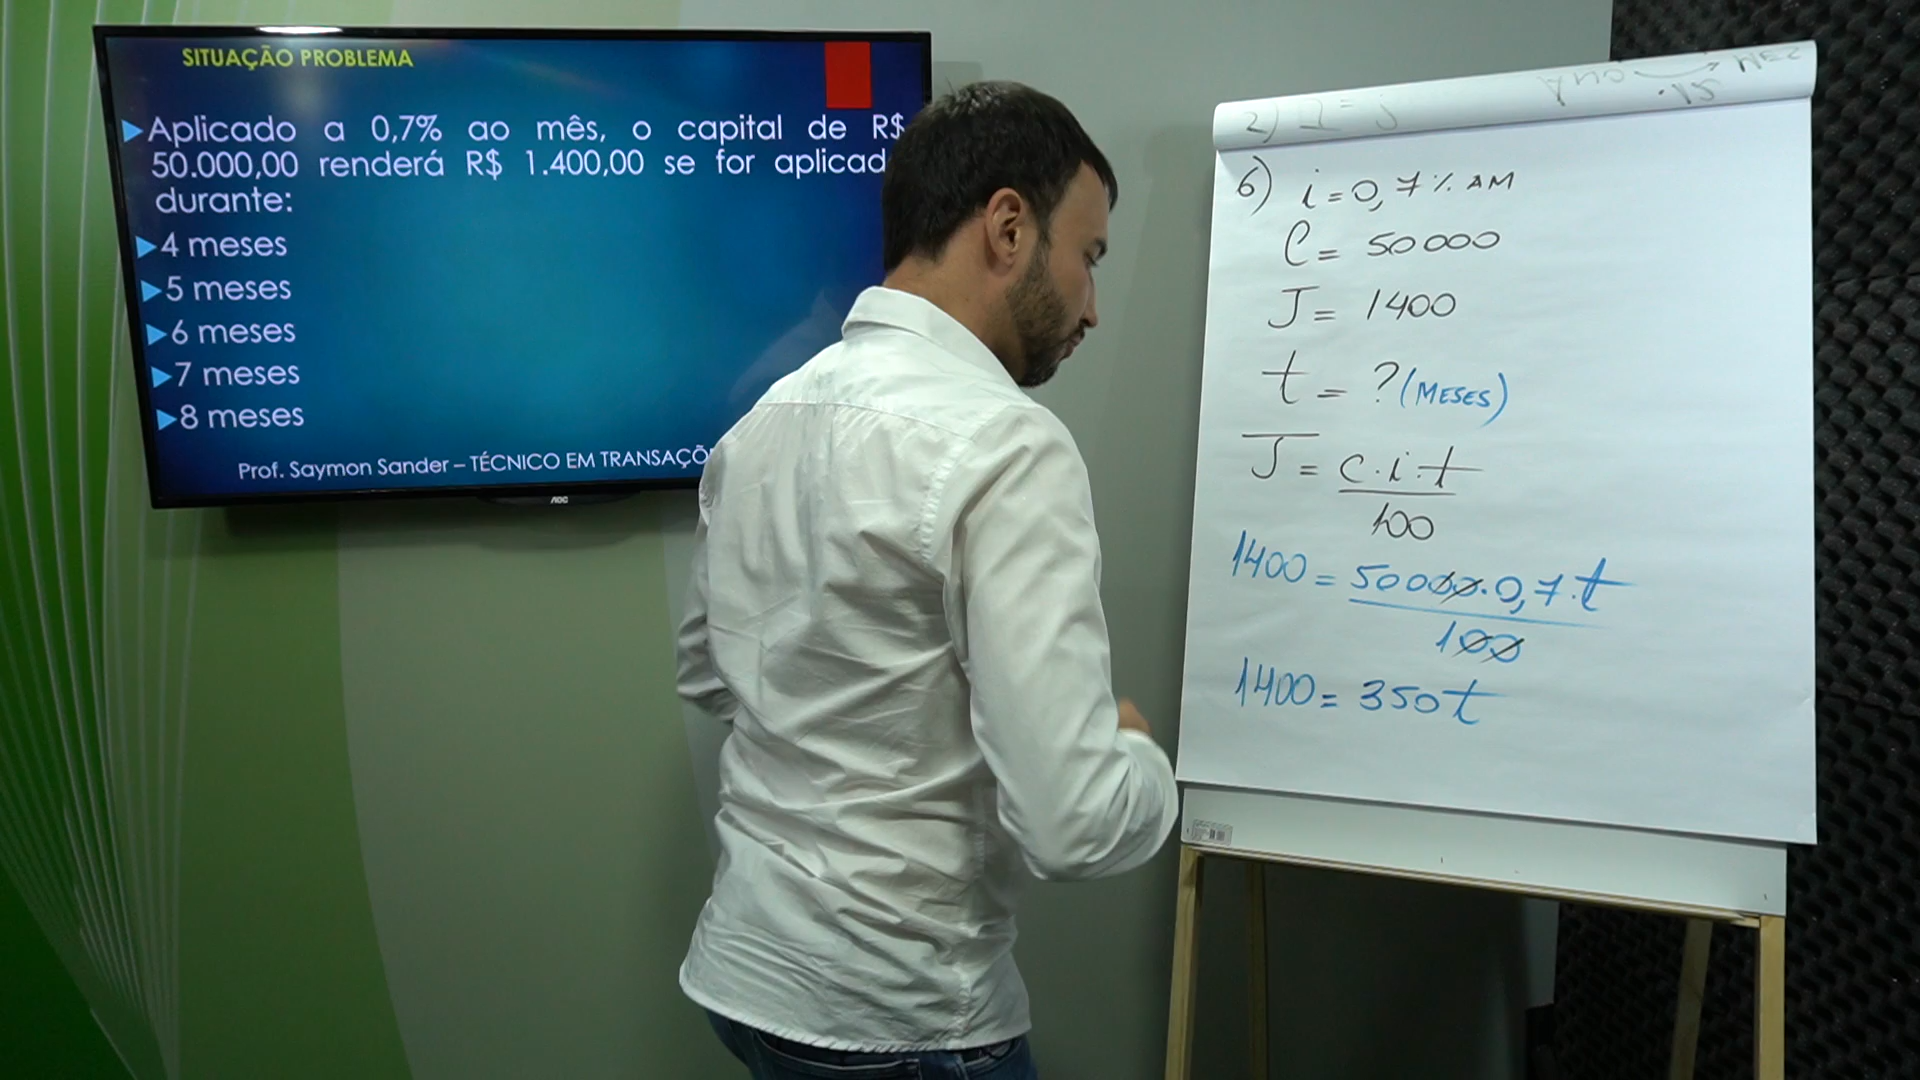 SITUAÇÃO PROBLEMA
Aplicado a 0,7% ao mês, o capital de R$
50.000,00 renderá R$ 1.400,00 se for
durante:
4 meses
5 meses
6 meses
7 meses
8 meses
Prof. Saymon Sander – TÉCNICO EM
AOC
6) i = 0,7% AM
C = 50000
J = 1400
t = ? (MESES)
J = c.i.t
100
1400 = 50000.0,7.t
100
1400 = 350t